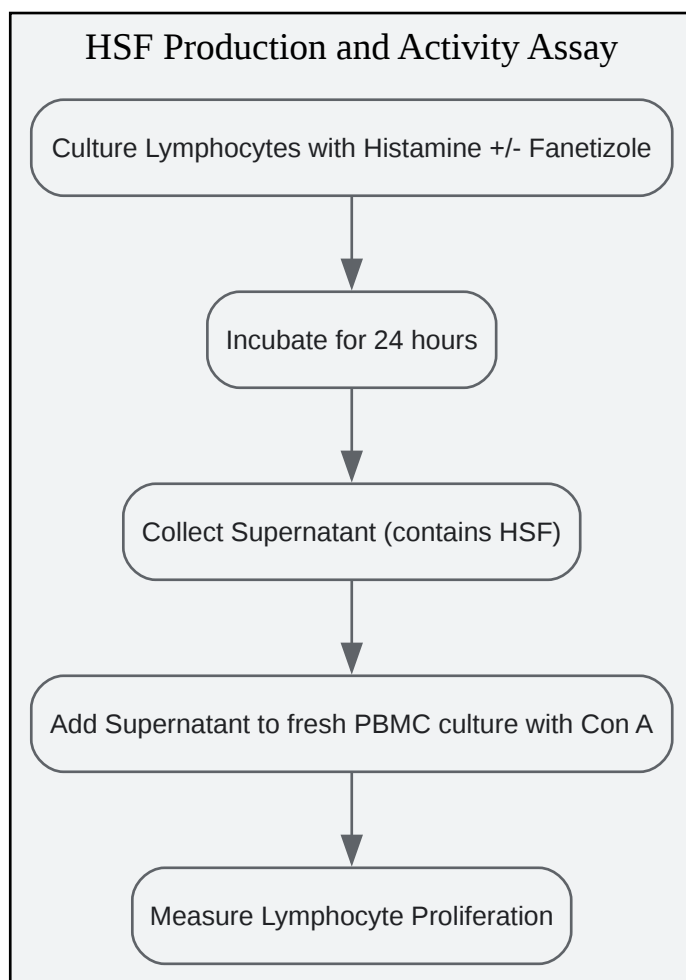 HSF Production and Activity Assay
Culture Lymphocytes with Histamine +/- Fanetizole
Incubate for 24 hours
Collect Supernatant (contains HSF)
Add Supernatant to fresh PBMC culture with Con A
Measure Lymphocyte Proliferation